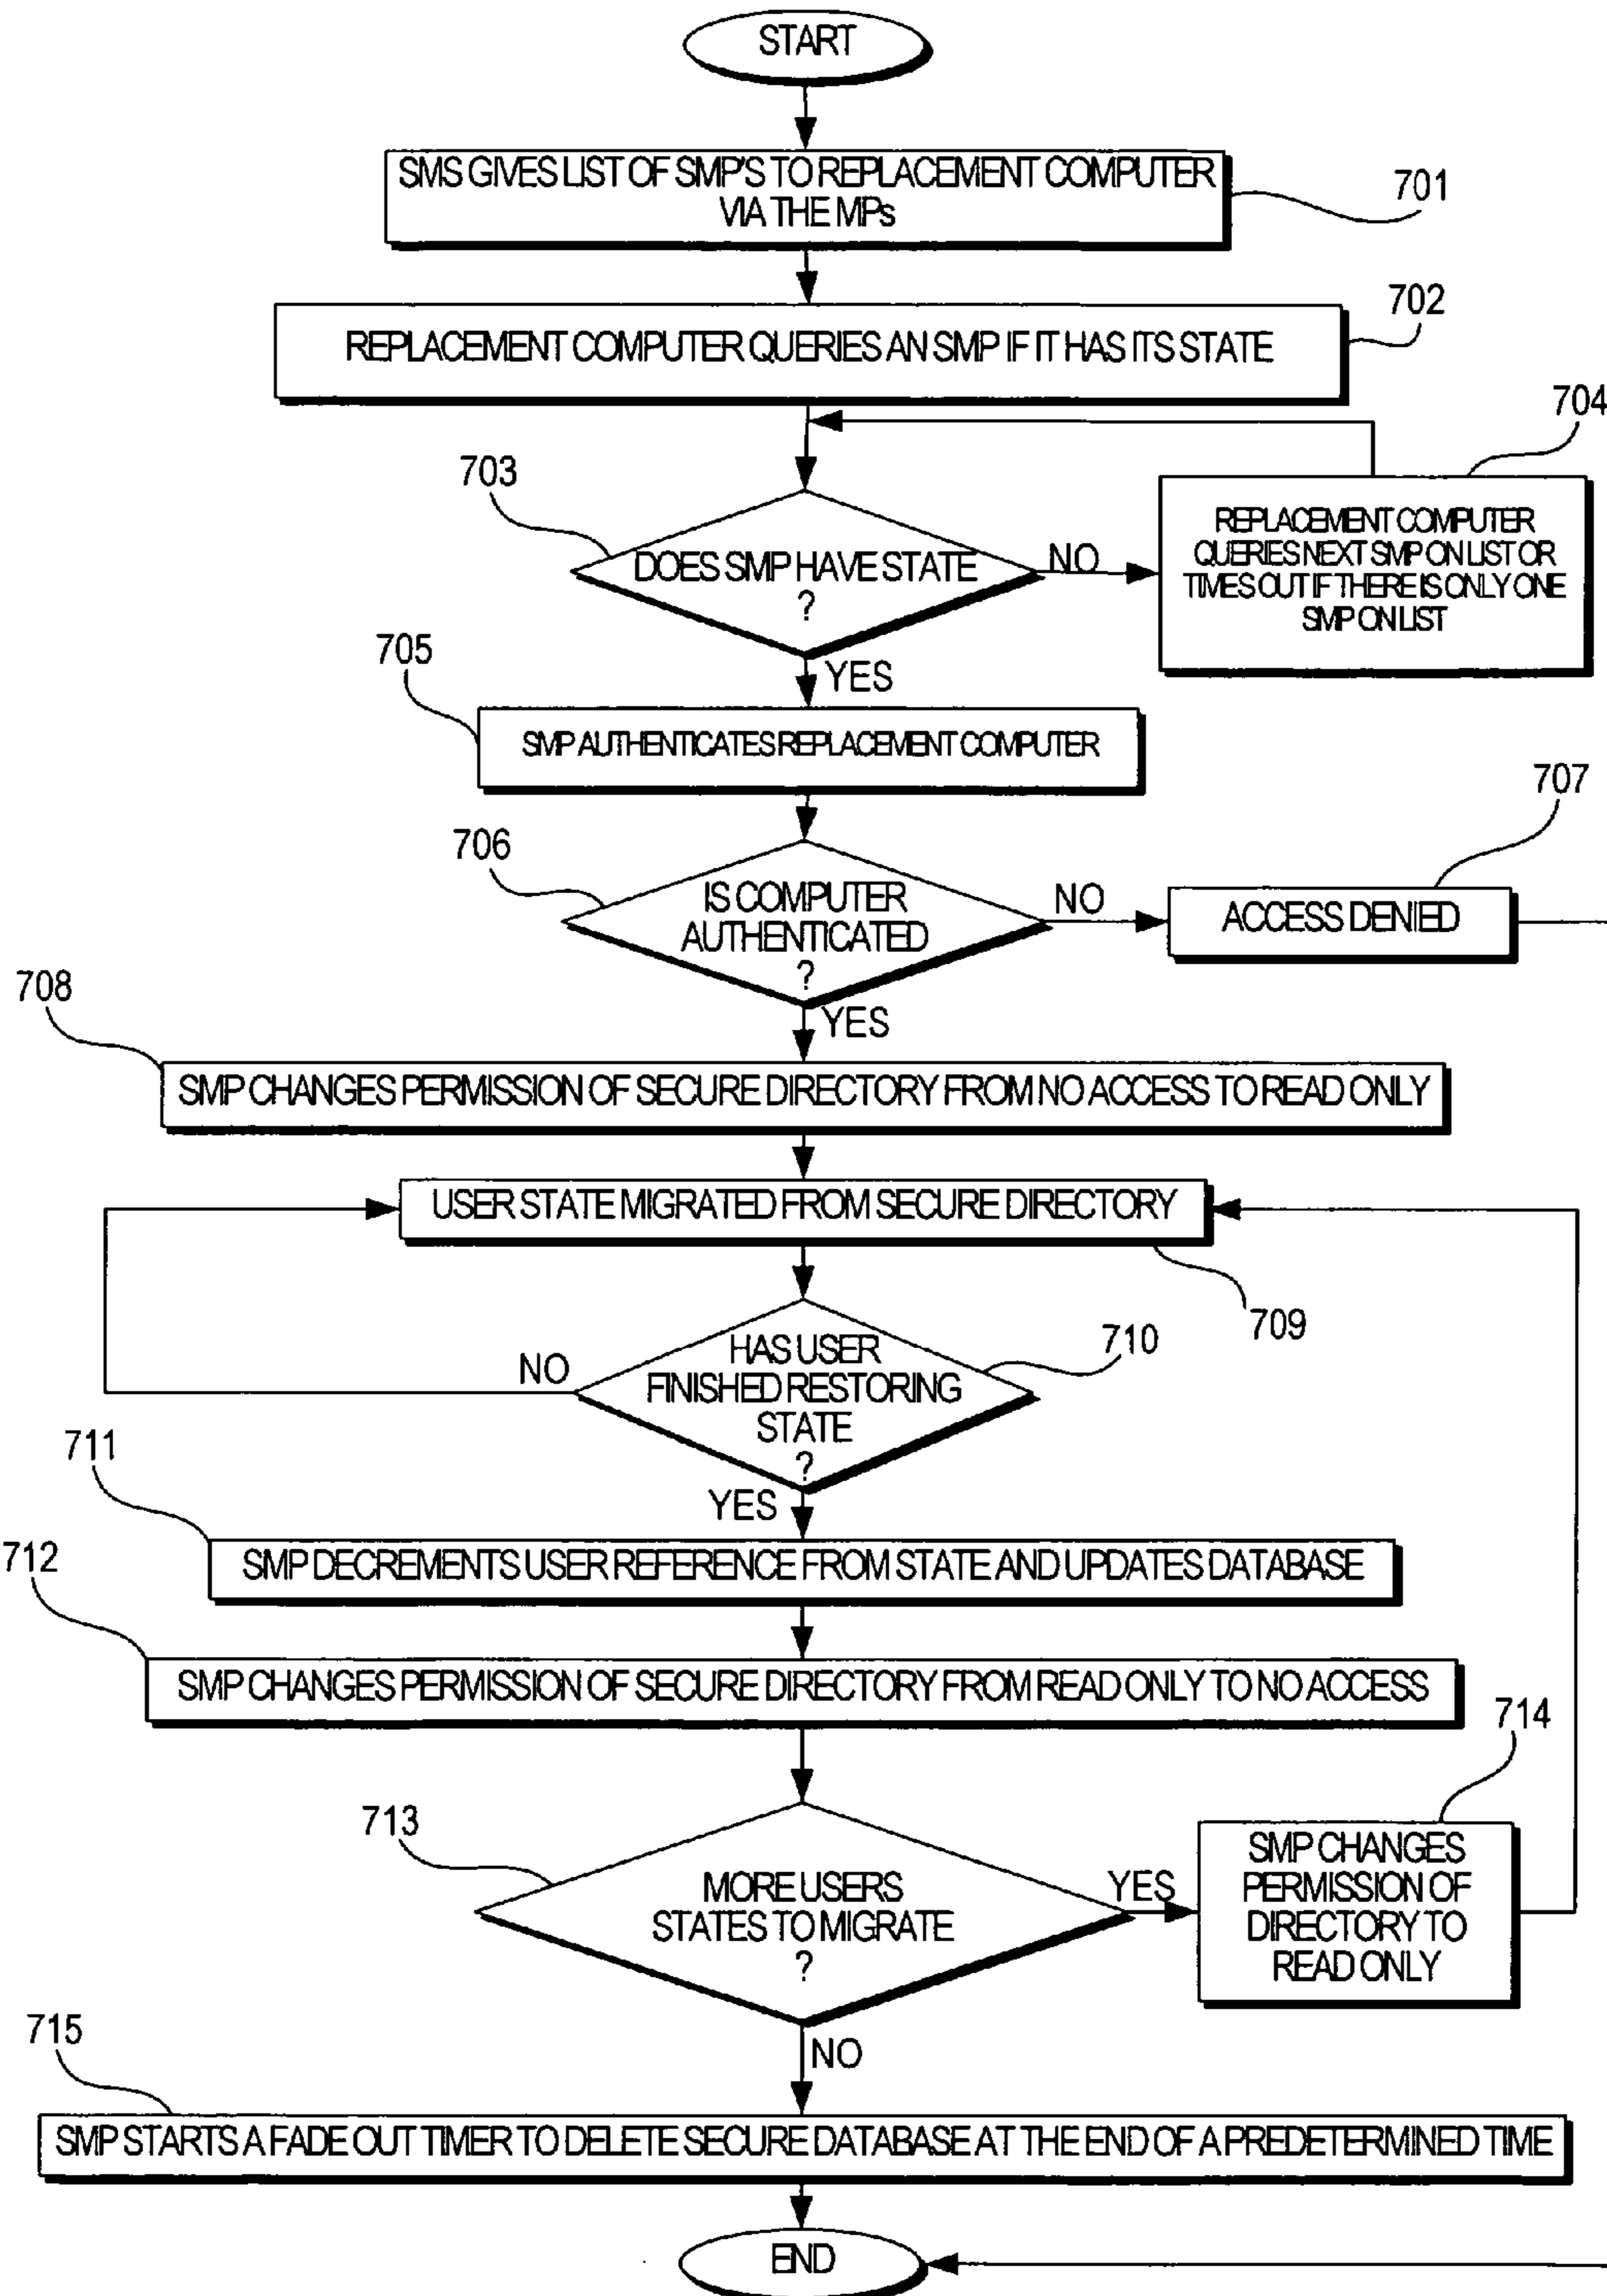 START
SMS GIVES LIST OF SMP'S TO REPLACEMENT COMPUTER
VIA THE MPs
701
REPLACEMENT COMPUTER QUERIES AN SMP IF IT HAS ITS STATE
702
703
DOES SMP HAVE STATE
?
NO
704
REPLACEMENT COMPUTER
QUERIES NEXT SMP ON LIST OR
TIMES OUT IF THERE IS ONLY ONE
SMP ON LIST
YES
705
SMP AUTHENTICATES REPLACEMENT COMPUTER
706
IS COMPUTER
AUTHENTICATED
?
NO
707
ACCESS DENIED
YES
708
SMP CHANGES PERMISSION OF SECURE DIRECTORY FROM NO ACCESS TO READ ONLY
USER STATE MIGRATED FROM SECURE DIRECTORY
709
HAS USER
FINISHED RESTORING
STATE
?
710
NO
YES
711
SMP DECREMENTS USER REFERENCE FROM STATE AND UPDATES DATABASE
712
SMP CHANGES PERMISSION OF SECURE DIRECTORY FROM READ ONLY TO NO ACCESS
713
MORE USERS
STATES TO MIGRATE
?
YES
714
SMP CHANGES
PERMISSION OF
DIRECTORY TO
READ ONLY
NO
715
SMP STARTS A FADE OUT TIMER TO DELETE SECURE DATABASE AT THE END OF A PREDETERMINED TIME
END